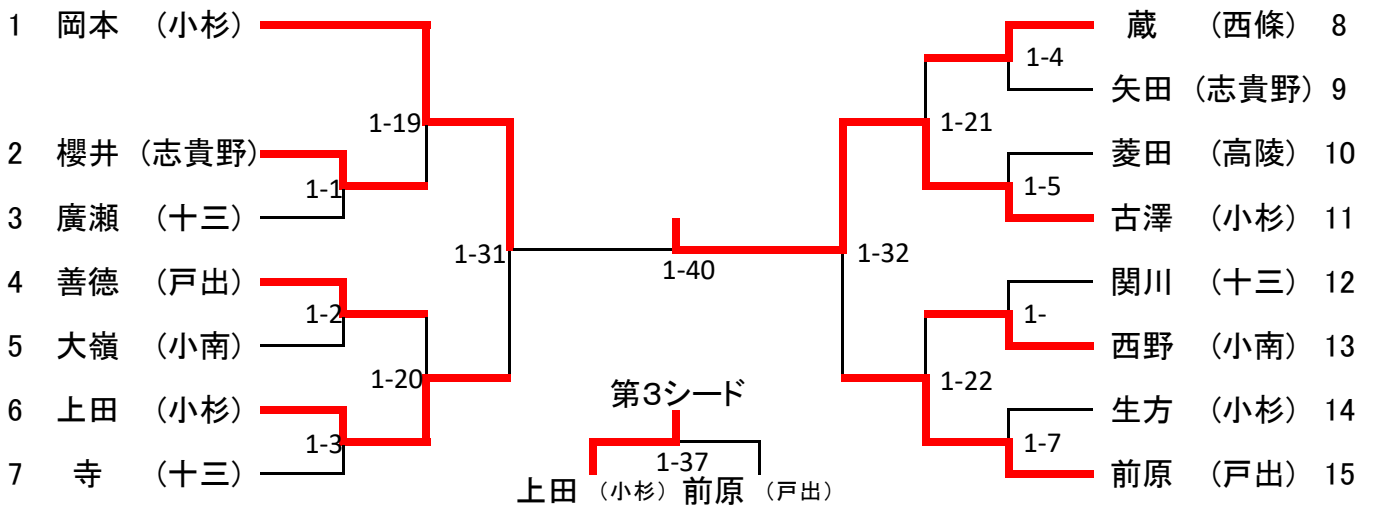 1 岡本 (小杉)
2 櫻井 (志貴野)
3 廣瀬 (十三)
4 善德 (戸出)
5 大嶺 (小南)
6 上田 (小杉)
7 寺 (十三)
1-1
1-2
1-3
1-19
1-20
1-31
1-40
第3シード
1-37
上田 (小杉) 前原 (戸出)
1-32
1-21
1-22
1-4
1-5
1-
1-7
蔵 (西條) 8
矢田 (志貴野) 9
菱田 (高陵) 10
古澤 (小杉) 11
関川 (十三) 12
西野 (小南) 13
生方 (小杉) 14
前原 (戸出) 15